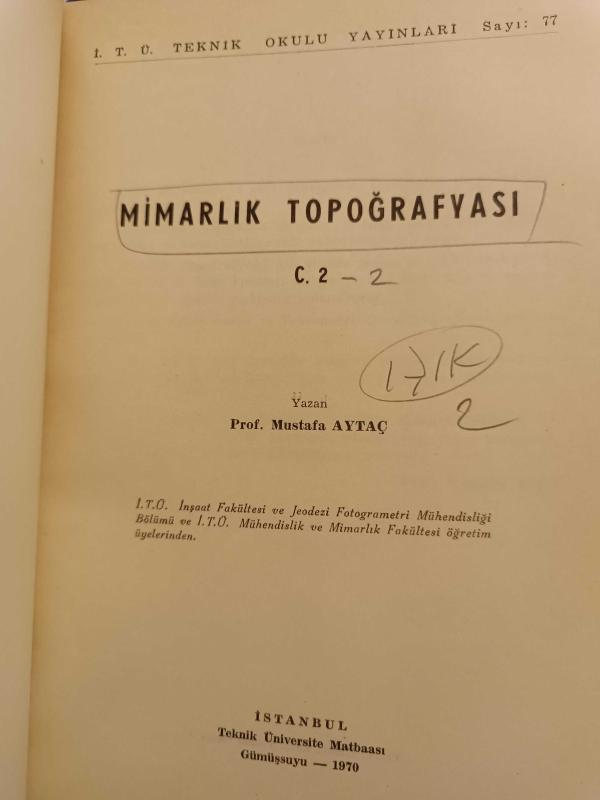 İ. T. Ü. TEKNİK OKULU YAYINLARI Sayı: 77
MİMARLIK TOPOĞRAFYASI
C. 2 - 2
Yazan
Prof. Mustafa AYTAÇ
2
İ.T.Ü. İnşaat Fakültesi ve Jeodezi Fotogrametri Mühendisliği
Bölümü ve İ.T.Ü. Mühendislik ve Mimarlık Fakültesi öğretim
üyelerinden.
İSTANBUL
Teknik Üniversite Matbaası
Gümüşsuyu — 1970